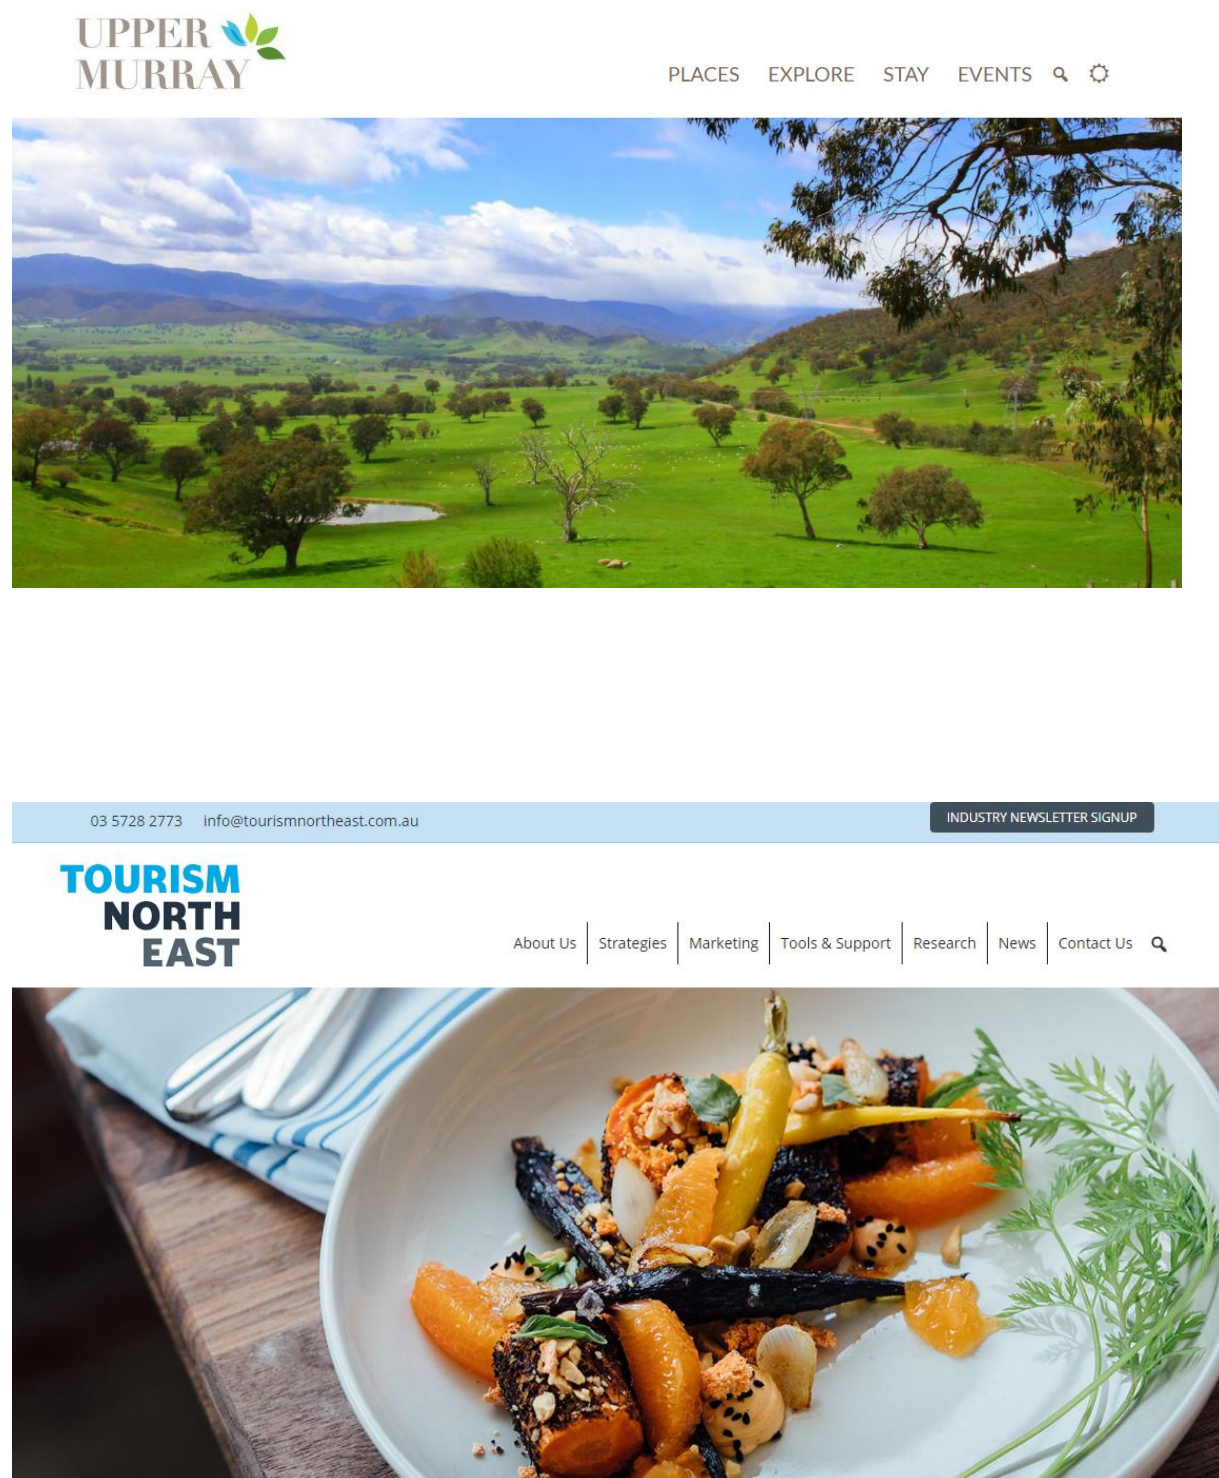 UPPER
MURRAY
PLACES EXPLORE STAY EVENTS
03 5728 2773 info@tourismnortheast.com.au INDUSTRY NEWSLETTER SIGNUP
TOURISM
NORTH
EAST
About Us Strategies Marketing Tools & Support Research News Contact Us